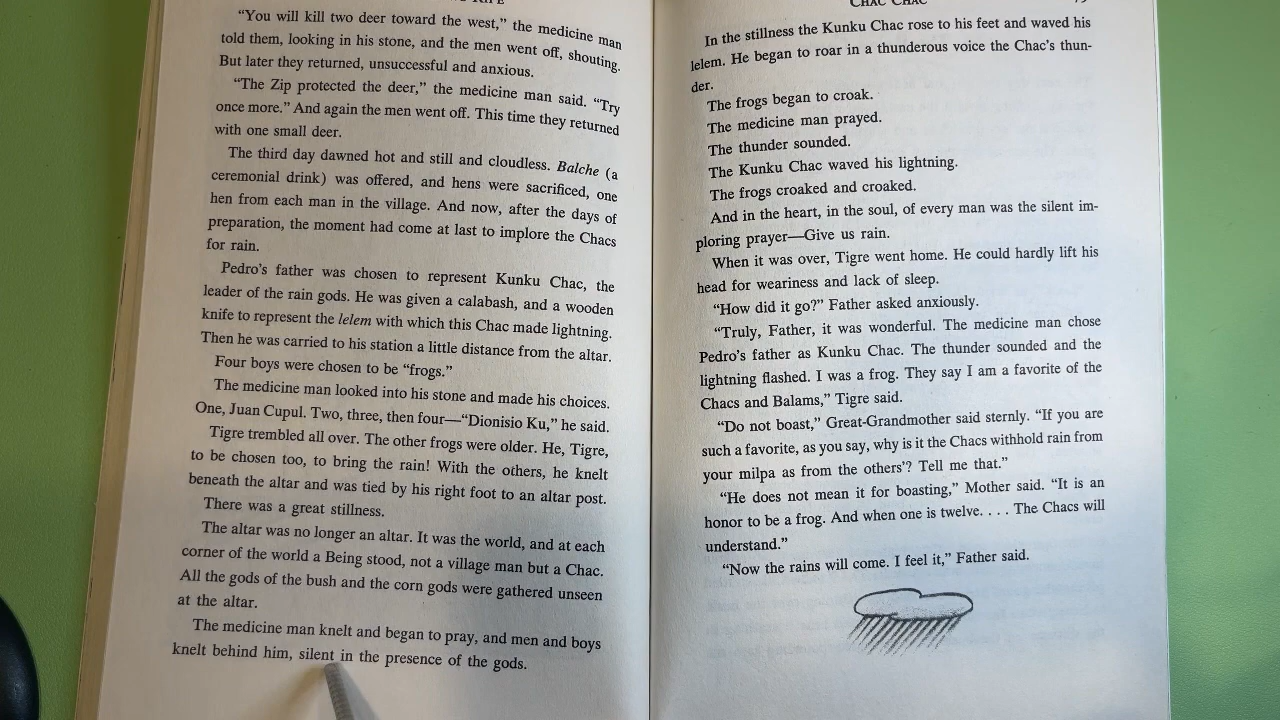 "You will kill two deer toward the west," the medicine man
told them, looking in his stone, and the men went off, shouting.
But later they returned, unsuccessful and anxious.
"The Zip protected the deer," the medicine man said. "Try
once more." And again the men went off. This time they returned
with one small deer.
The third day dawned hot and still and cloudless. Balche (a
ceremonial drink) was offered, and hens were sacrificed, one
hen from each man in the village. And now, after the days of
preparation, the moment had come at last to implore the Chacs
for rain.
Pedro's father was chosen to represent Kunku Chac, the
leader of the rain gods. He was given a calabash, and a wooden
knife to represent the lelem with which this Chac made lightning.
Then he was carried to his station a little distance from the altar.
Four boys were chosen to be "frogs."
The medicine man looked into his stone and made his choices.
One, Juan Cupul. Two, three, then four—"Dionisio Ku," he said.
Tigre trembled all over. The other frogs were older. He, Tigre,
to be chosen too, to bring the rain! With the others, he knelt
beneath the altar and was tied by his right foot to an altar post.
There was a great stillness.
The altar was no longer an altar. It was the world, and at each
corner of the world a Being stood, not a village man but a Chac.
All the gods of the bush and the corn gods were gathered unseen
at the altar.
The medicine man knelt and began to pray, and men and boys
knelt behind him, silent in the presence of the gods.
CHAC CHAC
In the stillness the Kunku Chac rose to his feet and waved his
lelem. He began to roar in a thunderous voice the Chac's thun-
der.
The frogs began to croak.
The medicine man prayed.
The thunder sounded.
The Kunku Chac waved his lightning.
The frogs croaked and croaked.
And in the heart, in the soul, of every man was the silent im-
ploring prayer—Give us rain.
When it was over, Tigre went home. He could hardly lift his
head for weariness and lack of sleep.
"How did it go?" Father asked anxiously.
"Truly, Father, it was wonderful. The medicine man chose
Pedro's father as Kunku Chac. The thunder sounded and the
lightning flashed. I was a frog. They say I am a favorite of the
Chacs and Balams," Tigre said.
"Do not boast," Great-Grandmother said sternly. "If you are
such a favorite, as you say, why is it the Chacs withhold rain from
your milpa as from the others'? Tell me that."
"He does not mean it for boasting," Mother said. "It is an
honor to be a frog. And when one is twelve. . . . The Chacs will
understand."
"Now the rains will come. I feel it," Father said.